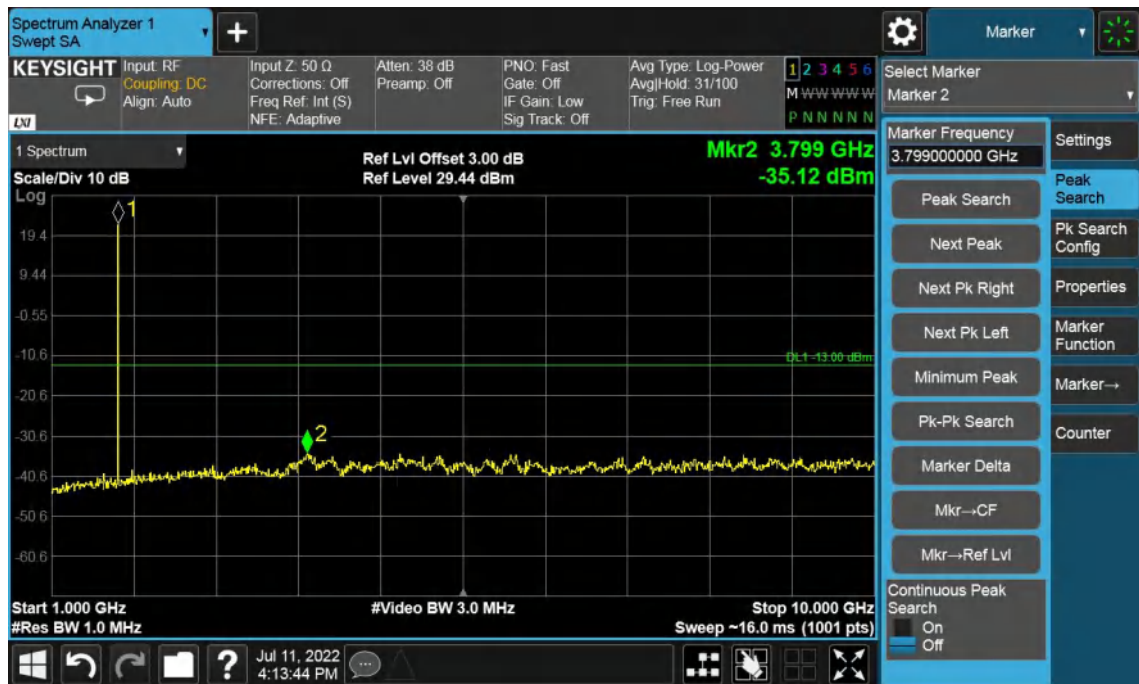 Spectrum Analyzer 1
Swept SA
Marker
KEYSIGHT
LXI
Input: RF
Coupling: DC
Align: Auto
Input Z: 50 Ω
Corrections: Off
Freq Ref: Int (S)
NFE: Adaptive
Atten: 38 dB
Preamp: Off
PNO: Fast
Gate: Off
IF Gain: Low
Sig Track: Off
Avg Type: Log-Power
Avg|Hold: 31/100
Trig: Free Run
1 2 3 4 5 6
M W W W W W
P N N N N N
Select Marker
Marker 2
1 Spectrum
Scale/Div 10 dB
Log
Ref Lvl Offset 3.00 dB
Ref Level 29.44 dBm
Mkr2 3.799 GHz
-35.12 dBm
1
19.4
9.44
-0.55
-10.6
DL1 -13.00 dBm
-20.6
-30.6
2
-40.6
-50.6
-60.6
Start 1.000 GHz
#Res BW 1.0 MHz
#Video BW 3.0 MHz
Stop 10.000 GHz
Sweep ~16.0 ms (1001 pts)
Marker Frequency
3.799000000 GHz
Peak Search
Next Peak
Next Pk Right
Next Pk Left
Minimum Peak
Pk-Pk Search
Marker Delta
Mkr→CF
Mkr→Ref Lvl
Continuous Peak
Search
On
Off
Settings
Peak
Search
Pk Search
Config
Properties
Marker
Function
Marker→
Counter
?
Jul 11, 2022
4:13:44 PM